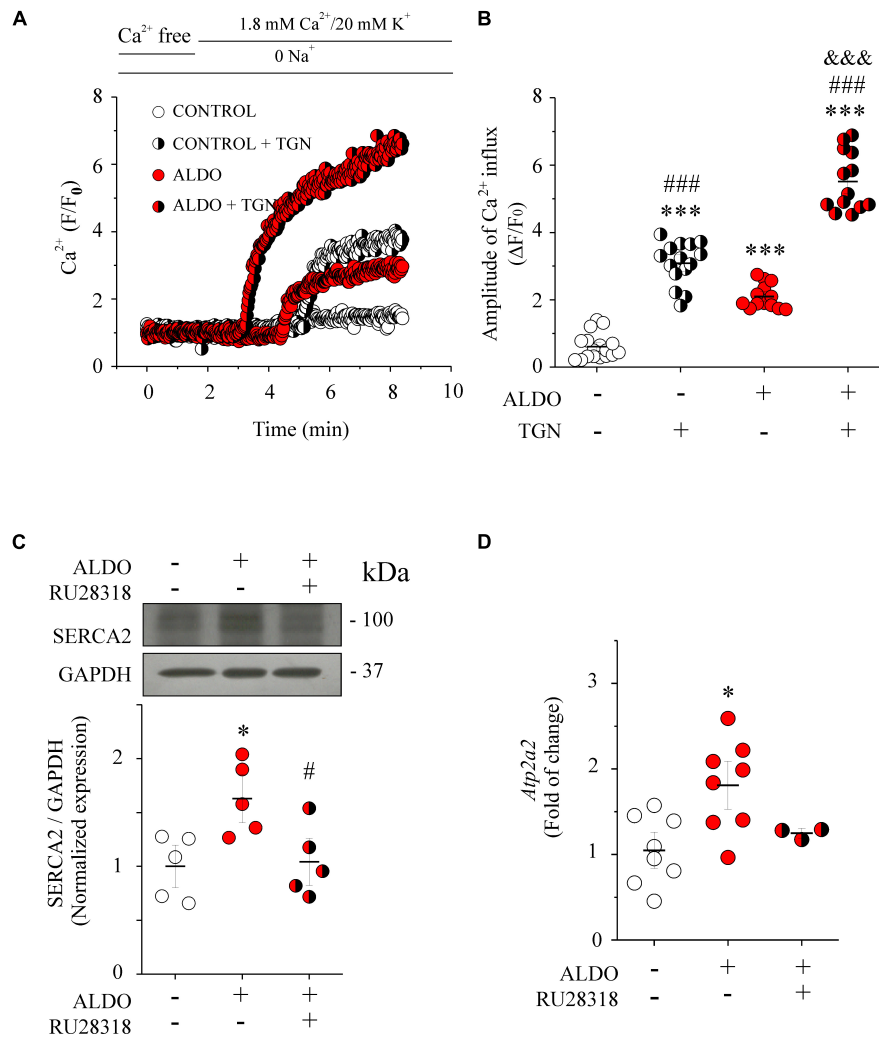 A
Ca2+ free
1.8 mM Ca2+/20 mM K+
0 Na+
8
6
4
2
0
Ca2+ (F/F0)
CONTROL
CONTROL + TGN
ALDO
ALDO + TGN
0 2 4 6 8 10
Time (min)
B
&&&
###
***
###
***
***
8
6
4
2
0
Amplitude of Ca2+ influx
(ΔF/F0)
ALDO - - + +
TGN - + - +
C
ALDO - + +
RU28318 - - +
kDa
SERCA2 - 100
GAPDH - 37
2
1
0
SERCA2 / GAPDH
(Normalized expression)
*
#
ALDO - + +
RU28318 - - +
D
3
2
1
0
Atp2a2
(Fold of change)
*
ALDO - + +
RU28318 - - +